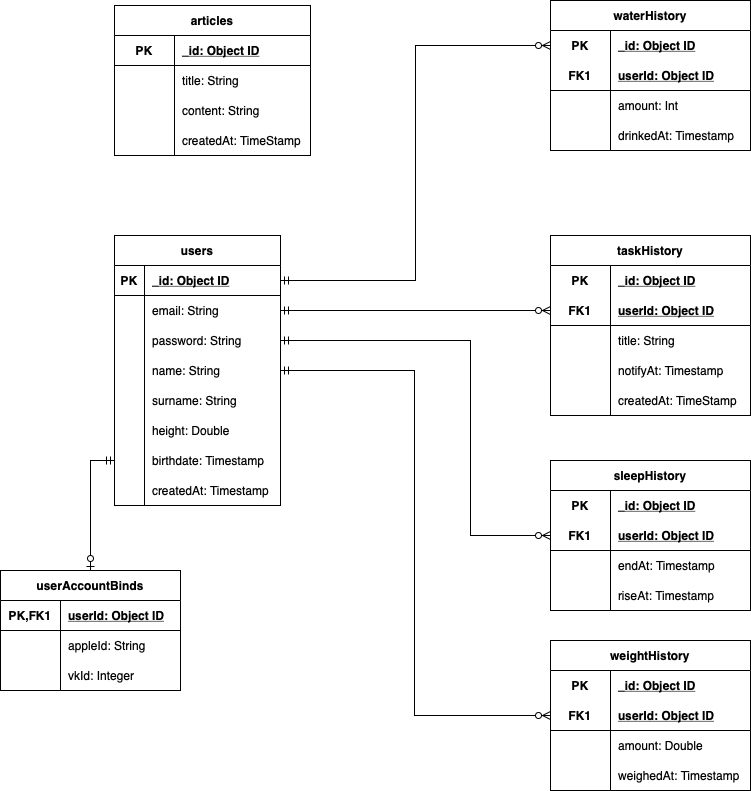 articles
PK _id: Object ID
title: String
content: String
createdAt: TimeStamp
waterHistory
PK _id: Object ID
FK1 userId: Object ID
amount: Int
drinkedAt: Timestamp
users
PK _id: Object ID
email: String
password: String
name: String
surname: String
height: Double
birthdate: Timestamp
createdAt: Timestamp
taskHistory
PK _id: Object ID
FK1 userId: Object ID
title: String
notifyAt: Timestamp
createdAt: TimeStamp
sleepHistory
PK _id: Object ID
FK1 userId: Object ID
endAt: Timestamp
riseAt: Timestamp
userAccountBinds
PK,FK1 userId: Object ID
appleId: String
vkId: Integer
weightHistory
PK _id: Object ID
FK1 userId: Object ID
amount: Double
weighedAt: Timestamp